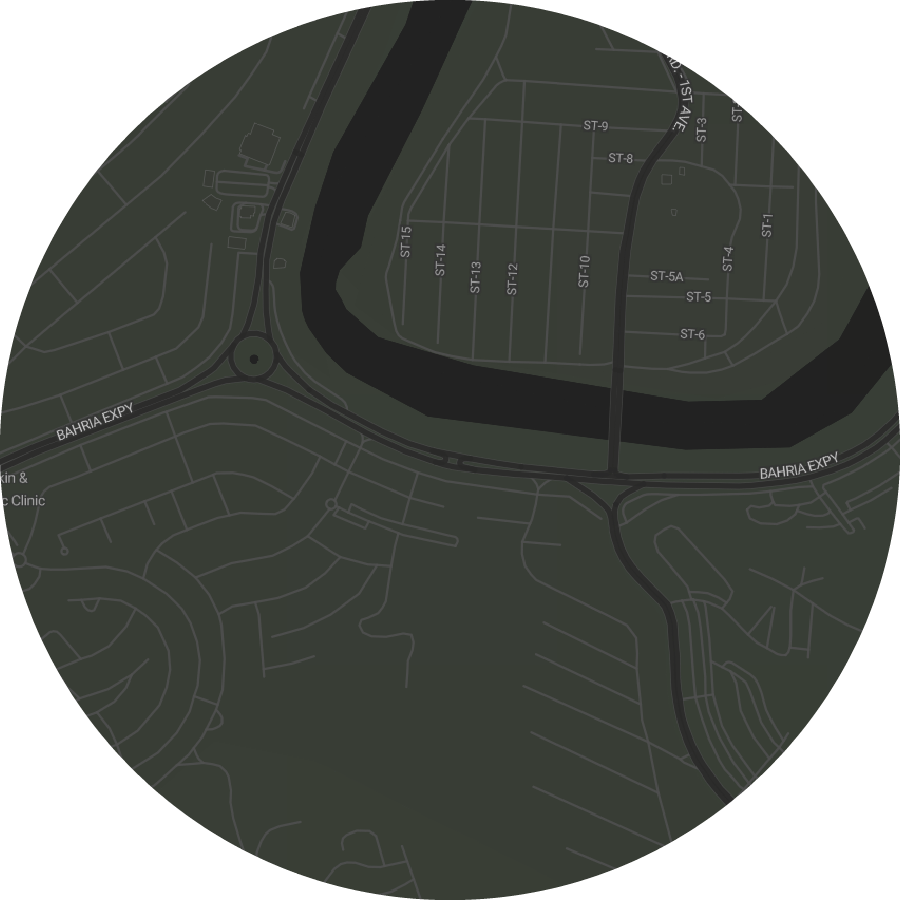 D. - 1ST AVE.
ST-9
ST-3
ST-8
ST-15
ST-14
ST-13
ST-12
ST-10
ST-4
ST-1
ST-5A
ST-5
ST-6
BAHRIA EXPY
BAHRIA EXPY
kin &
c Clinic